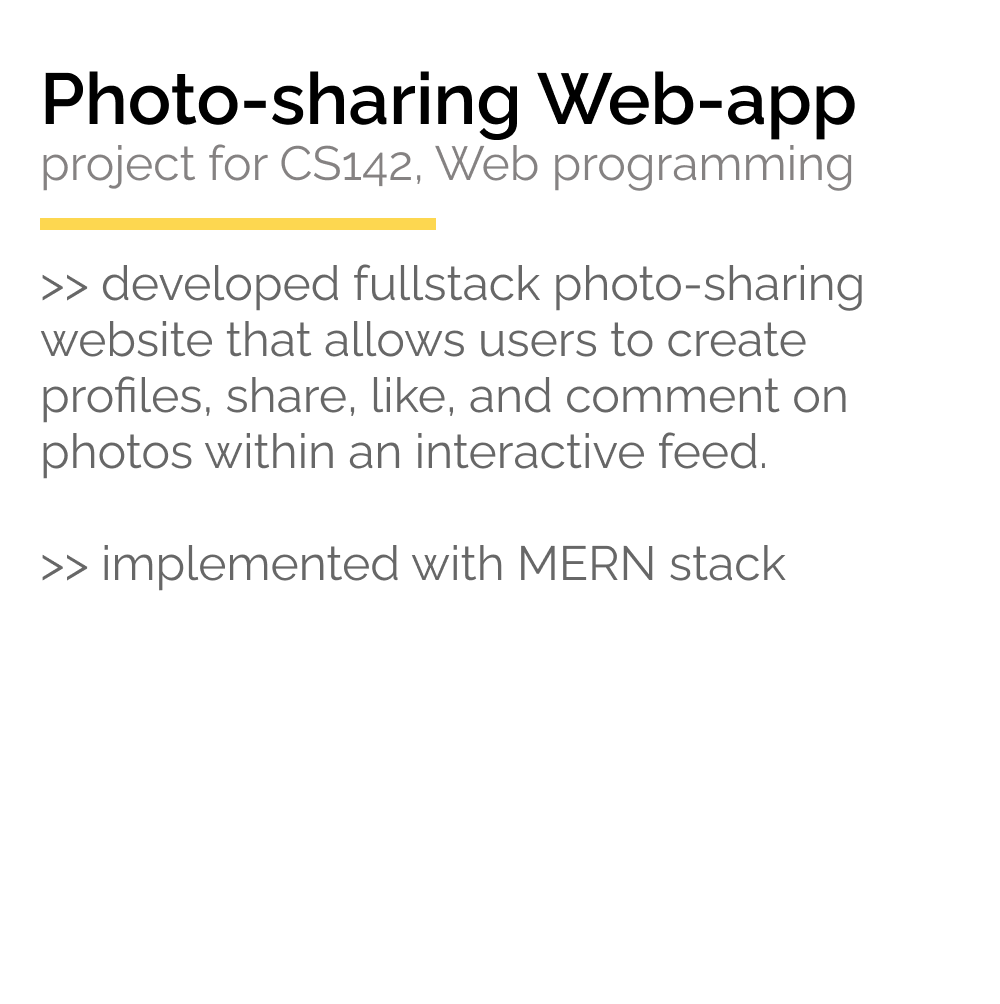 Photo-sharing Web-app
project for CS142, Web programming
>> developed fullstack photo-sharing
website that allows users to create
profiles, share, like, and comment on
photos within an interactive feed.
>> implemented with MERN stack